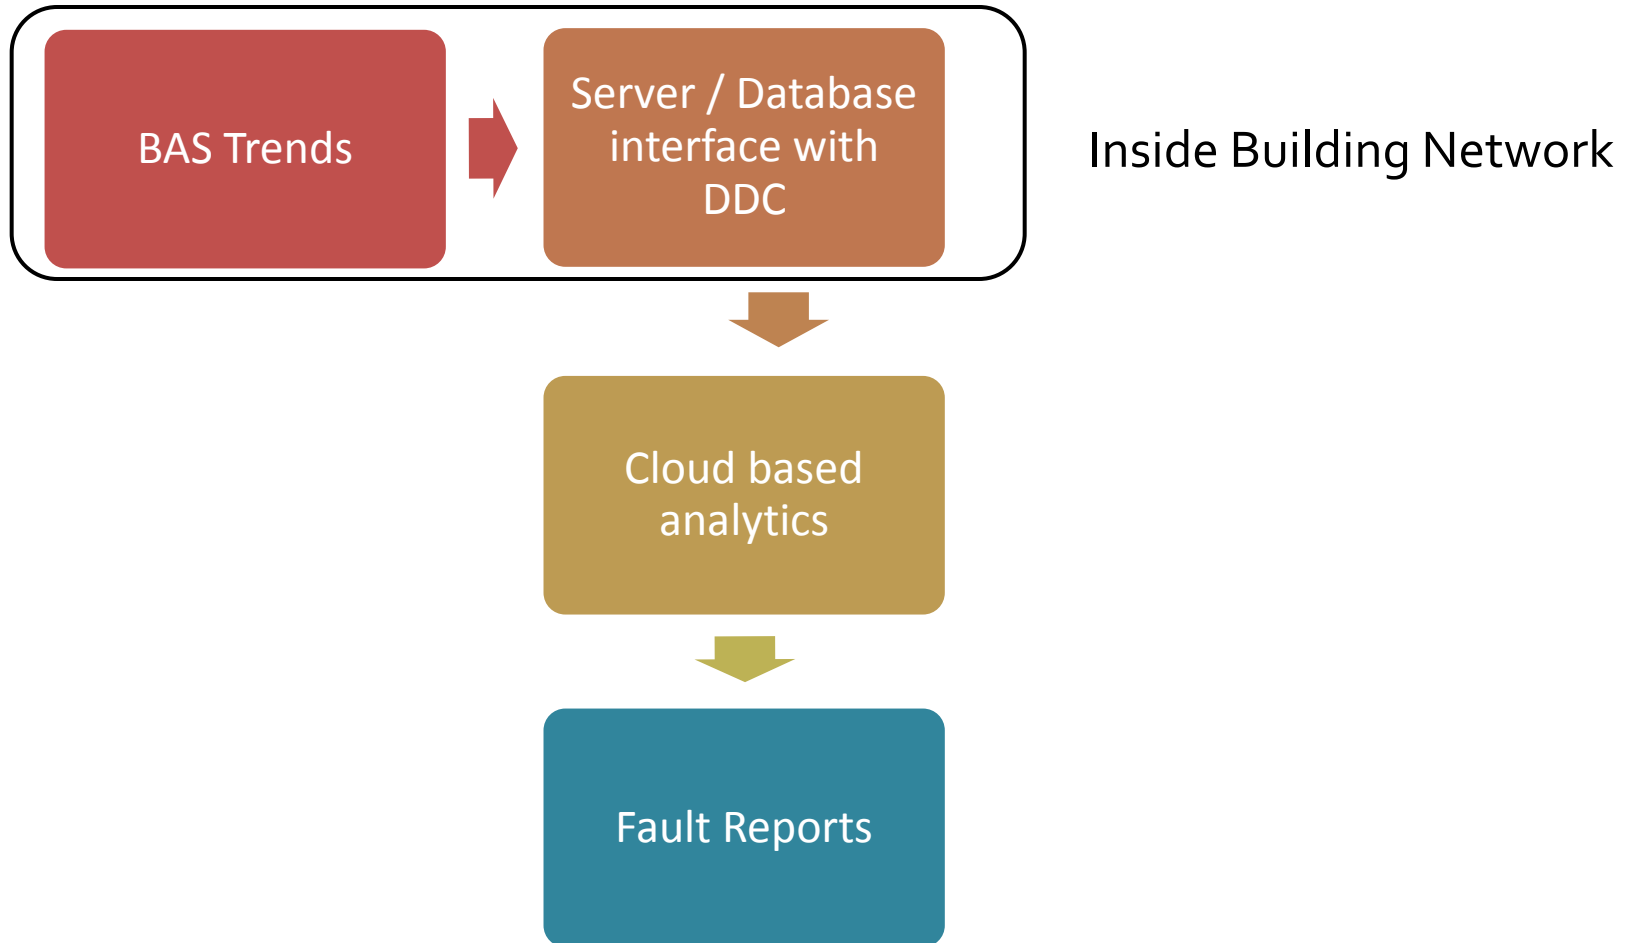 BAS Trends
Server / Database
interface with
DDC
Inside Building Network
Cloud based
analytics
Fault Reports